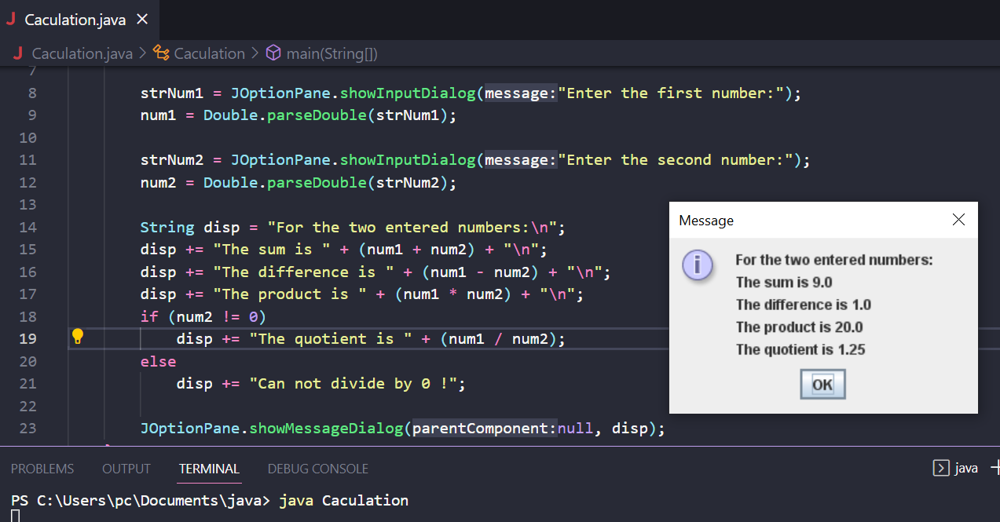 J Caculation.java ×
J Caculation.java > Caculation > main(String[])
7
8 strNum1 = JOptionPane.showInputDialog(message:"Enter the first number:");
9 num1 = Double.parseDouble(strNum1);
10
11 strNum2 = JOptionPane.showInputDialog(message:"Enter the second number:");
12 num2 = Double.parseDouble(strNum2);
13
14 String disp = "For the two entered numbers:\n";
15 disp += "The sum is " + (num1 + num2) + "\n";
16 disp += "The difference is " + (num1 - num2) + "\n";
17 disp += "The product is " + (num1 * num2) + "\n";
18 if (num2 != 0)
19 disp += "The quotient is " + (num1 / num2);
20 else
21 disp += "Can not divide by 0 !";
22
23 JOptionPane.showMessageDialog(parentComponent:null, disp);
Message
For the two entered numbers:
The sum is 9.0
The difference is 1.0
The product is 20.0
The quotient is 1.25
OK
PROBLEMS OUTPUT TERMINAL DEBUG CONSOLE java +
PS C:\Users\pc\Documents\java> java Caculation